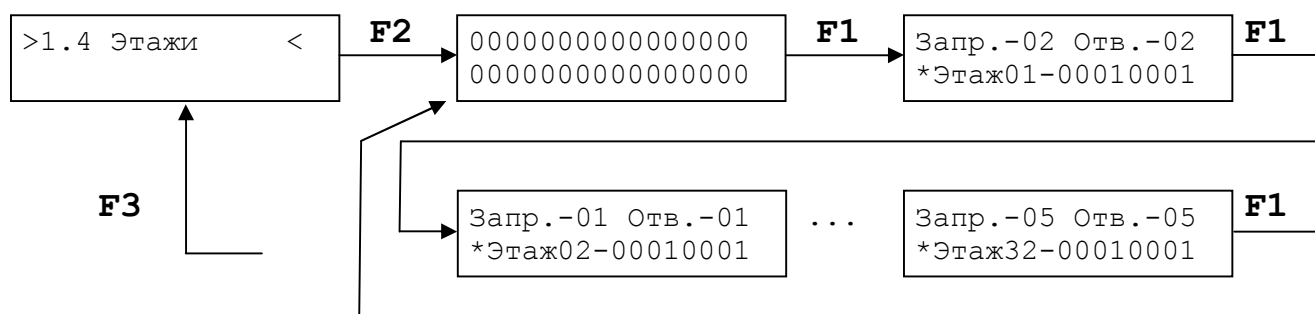 >1.4 Этажи <
F2
0000000000000000
0000000000000000
F1
Запр.-02 Отв.-02
*Этаж01-00010001
F1
F3
Запр.-01 Отв.-01
*Этаж02-00010001
...
Запр.-05 Отв.-05
*Этаж32-00010001
F1